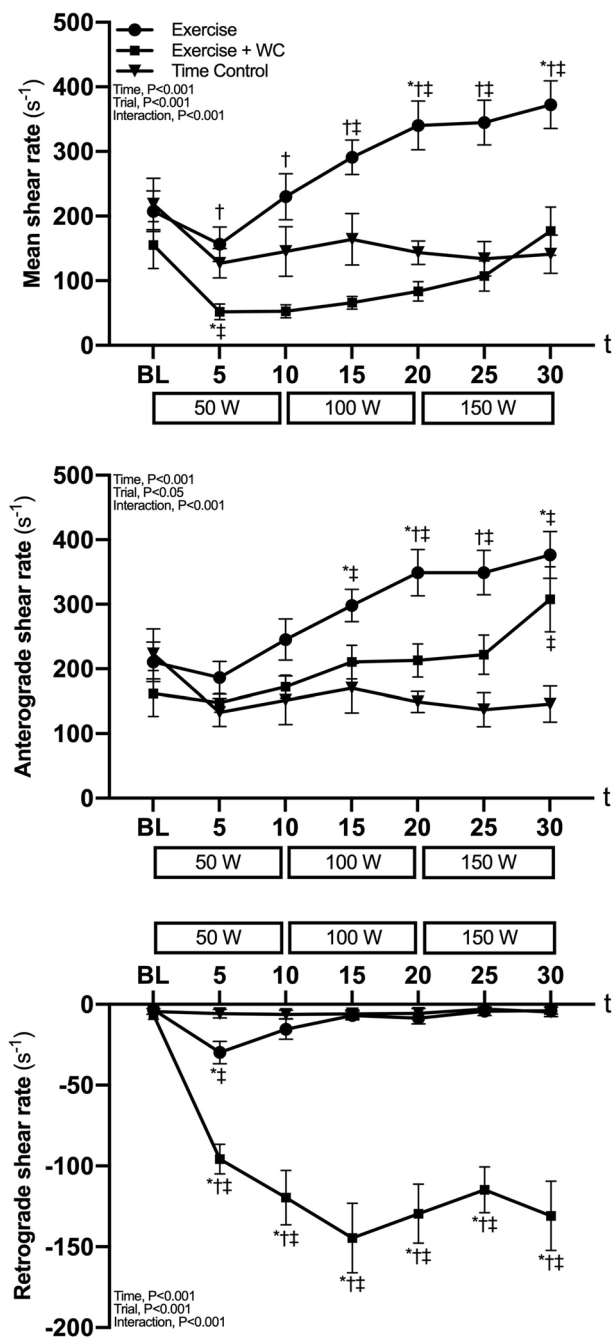 Mean shear rate (s⁻¹)
500
400
300
200
100
0
Exercise
Exercise + WC
Time Control
Time, P<0.001
Trial, P<0.001
Interaction, P<0.001
†
*‡
†
†‡
*†‡
†‡
*†‡
t
BL 5 10 15 20 25 30
50 W 100 W 150 W
Anterograde shear rate (s⁻¹)
500
400
300
200
100
0
Time, P<0.001
Trial, P<0.05
Interaction, P<0.001
*‡
*†‡
†‡
*‡
‡
t
BL 5 10 15 20 25 30
50 W 100 W 150 W
50 W 100 W 150 W
BL 5 10 15 20 25 30
t
Retrograde shear rate (s⁻¹)
0
-50
-100
-150
-200
*‡
*†‡
*†‡
*†‡
*†‡
*†‡
*†‡
Time, P<0.001
Trial, P<0.001
Interaction, P<0.001